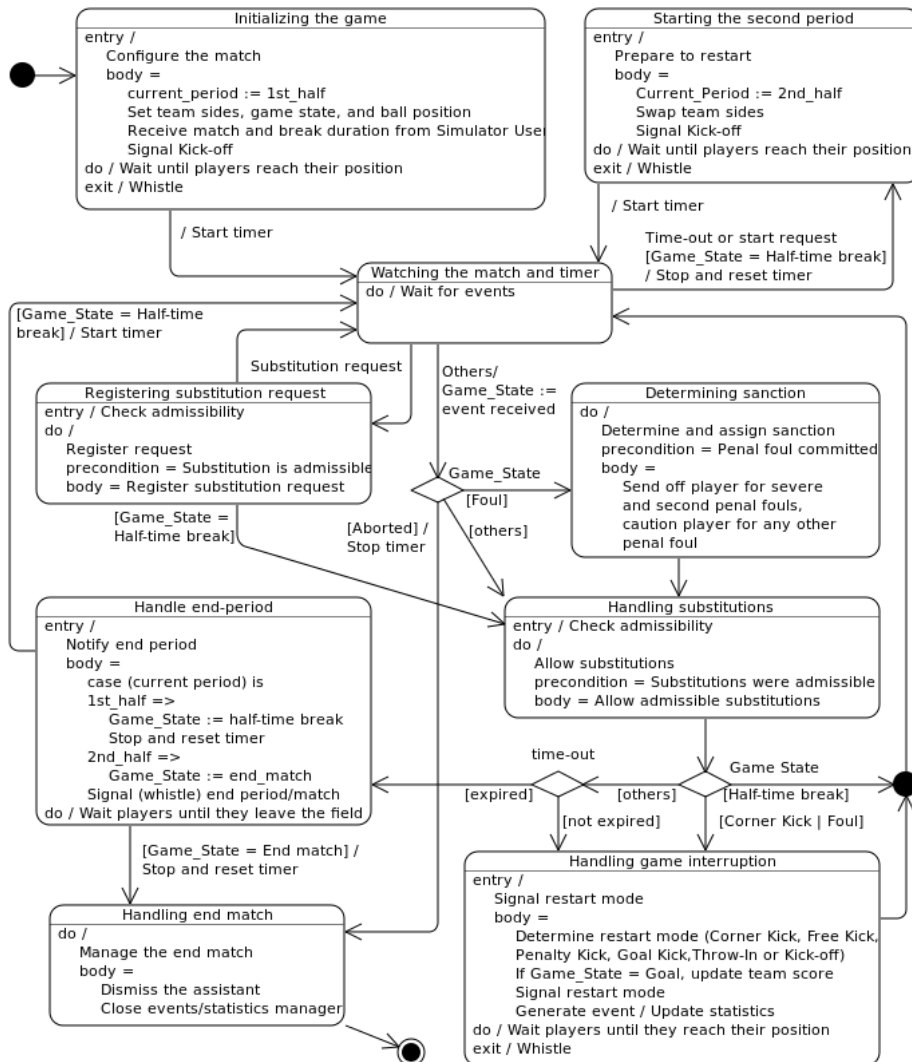 Initializing the game
entry /
Configure the match
body =
current_period := 1st_half
Set team sides, game state, and ball position
Receive match and break duration from Simulator User
Signal Kick-off
do / Wait until players reach their position
exit / Whistle
Starting the second period
entry /
Prepare to restart
body =
Current_Period := 2nd_half
Swap team sides
Signal Kick-off
do / Wait until players reach their position
exit / Whistle
/ Start timer
/ Start timer
Time-out or start request
[Game_State = Half-time break]
/ Stop and reset timer
Watching the match and timer
do / Wait for events
[Game_State = Half-time
break] / Start timer
Substitution request
Others/
Game_State :=
event received
Registering substitution request
entry / Check admissibility
do /
Register request
precondition = Substitution is admissible
body = Register substitution request
Determining sanction
do /
Determine and assign sanction
precondition = Penal foul committed
body =
Send off player for severe
and second penal fouls,
caution player for any other
penal foul
Game_State
[Foul]
[others]
[Aborted] /
Stop timer
[Game_State =
Half-time break]
Handle end-period
entry /
Notify end period
body =
case (current period) is
1st_half =>
Game_State := half-time break
Stop and reset timer
2nd_half =>
Game_State := end_match
Signal (whistle) end period/match
do / Wait players until they leave the field
Handling substitutions
entry / Check admissibility
do /
Allow substitutions
precondition = Substitutions were admissible
body = Allow admissible substitutions
time-out
Game State
[expired]
[others]
[Half-time break]
[not expired]
[Corner Kick | Foul]
[Game_State = End match] /
Stop and reset timer
Handling game interruption
entry /
Signal restart mode
body =
Determine restart mode (Corner Kick, Free Kick,
Penalty Kick, Goal Kick,Throw-In or Kick-off)
If Game_State = Goal, update team score
Signal restart mode
Generate event / Update statistics
do / Wait players until they reach their position
exit / Whistle
Handling end match
do /
Manage the end match
body =
Dismiss the assistant
Close events/statistics manager